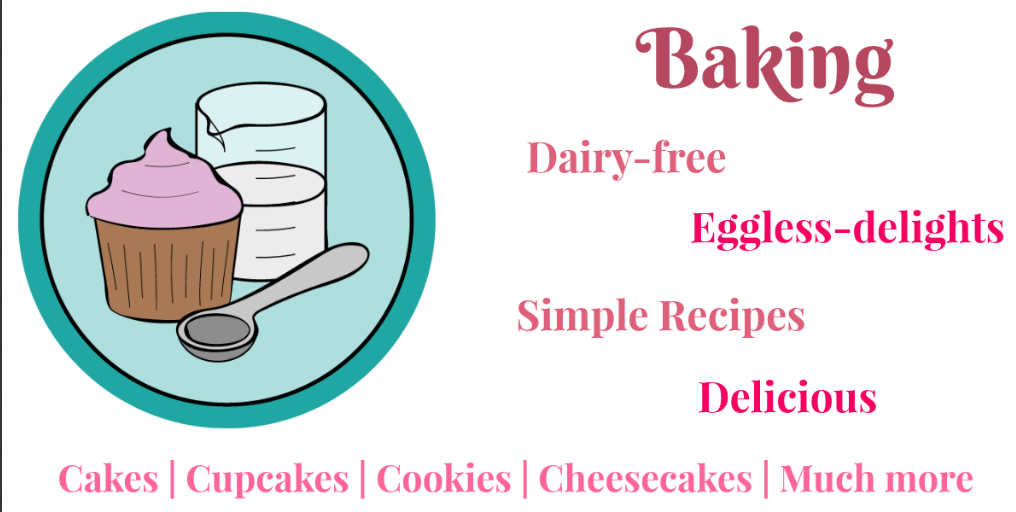 Baking
Dairy-free
Eggless-delights
Simple Recipes
Delicious
Cakes | Cupcakes | Cookies | Cheesecakes | Much more